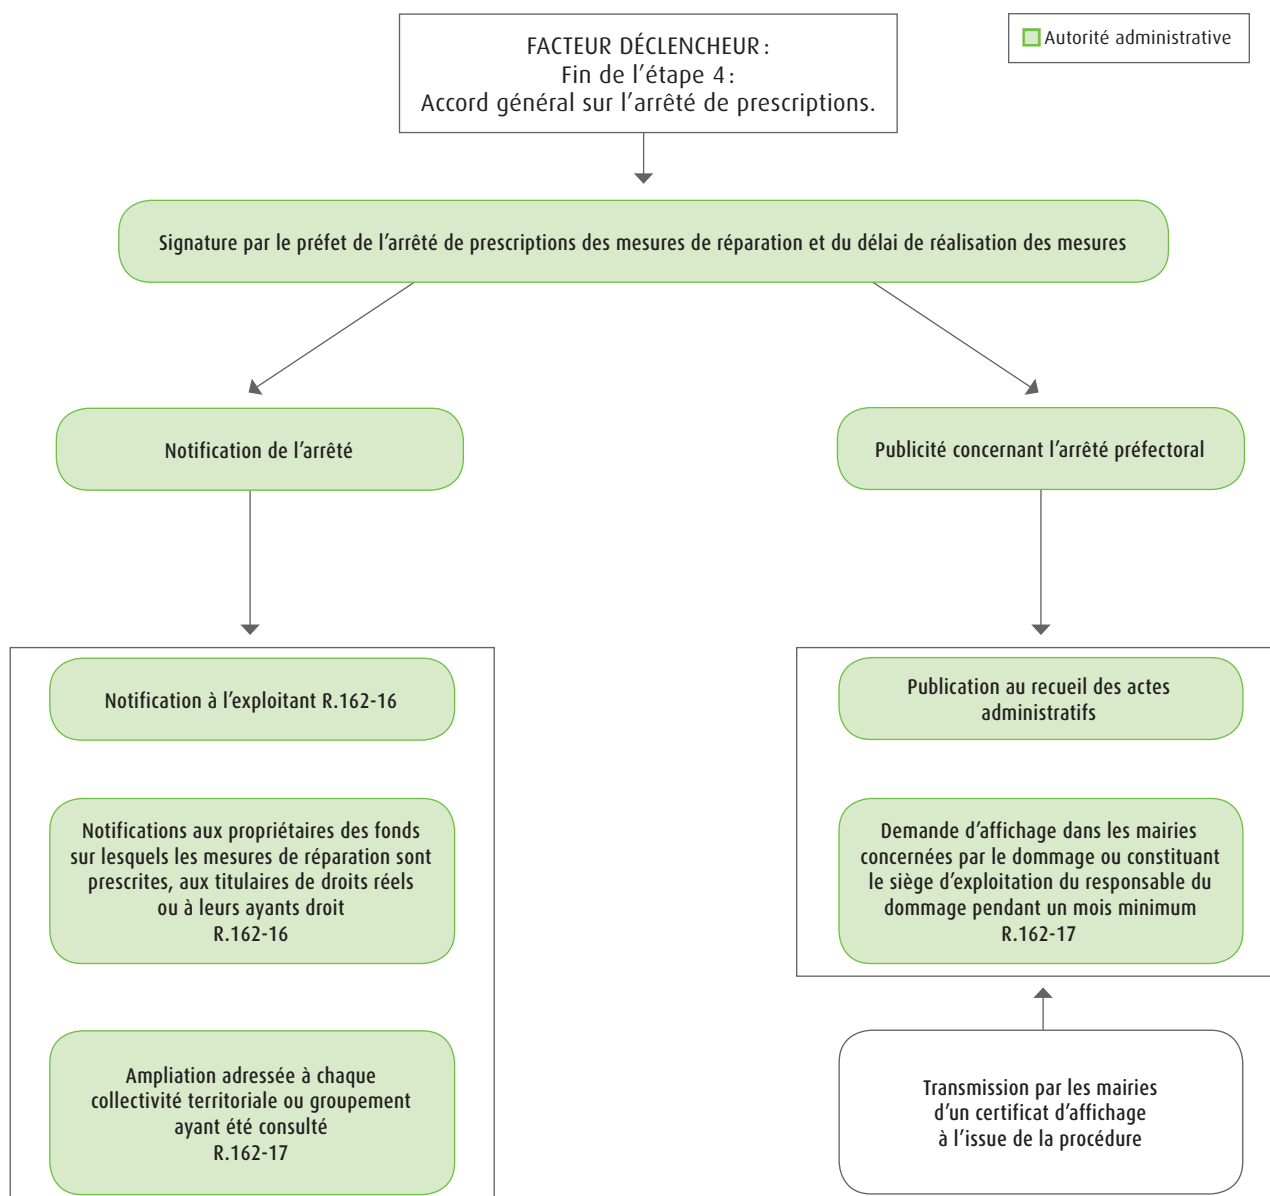 FACTEUR DÉCLENCHEUR :
Fin de l’étape 4 :
Accord général sur l’arrêté de prescriptions.
Autorité administrative
Signature par le préfet de l’arrêté de prescriptions des mesures de réparation et du délai de réalisation des mesures
Notification de l’arrêté
Publicité concernant l’arrêté préfectoral
Notification à l’exploitant R.162-16
Notifications aux propriétaires des fonds
sur lesquels les mesures de réparation sont
prescrites, aux titulaires de droits réels
ou à leurs ayants droit
R.162-16
Ampliation adressée à chaque
collectivité territoriale ou groupement
ayant été consulté
R.162-17
Publication au recueil des actes
administratifs
Demande d’affichage dans les mairies
concernées par le dommage ou constituant
le siège d’exploitation du responsable du
dommage pendant un mois minimum
R.162-17
Transmission par les mairies
d’un certificat d’affichage
à l’issue de la procédure